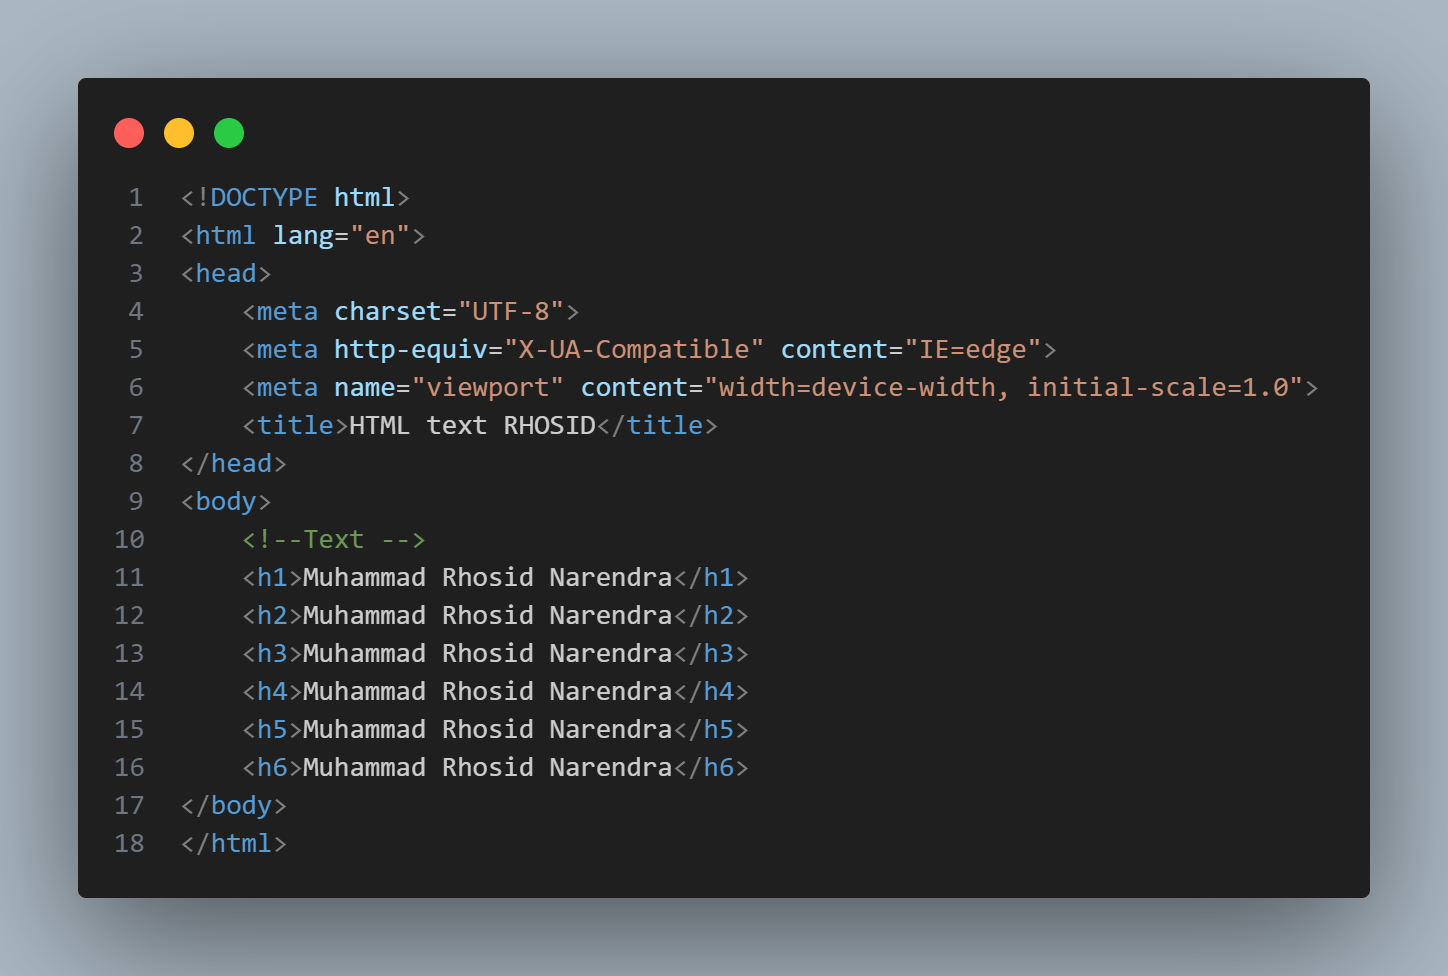 1 <!DOCTYPE html>
2 <html lang="en">
3 <head>
4     <meta charset="UTF-8">
5     <meta http-equiv="X-UA-Compatible" content="IE=edge">
6     <meta name="viewport" content="width=device-width, initial-scale=1.0">
7     <title>HTML text RHOSID</title>
8 </head>
9 <body>
10     <!--Text -->
11     <h1>Muhammad Rhosid Narendra</h1>
12     <h2>Muhammad Rhosid Narendra</h2>
13     <h3>Muhammad Rhosid Narendra</h3>
14     <h4>Muhammad Rhosid Narendra</h4>
15     <h5>Muhammad Rhosid Narendra</h5>
16     <h6>Muhammad Rhosid Narendra</h6>
17 </body>
18 </html>